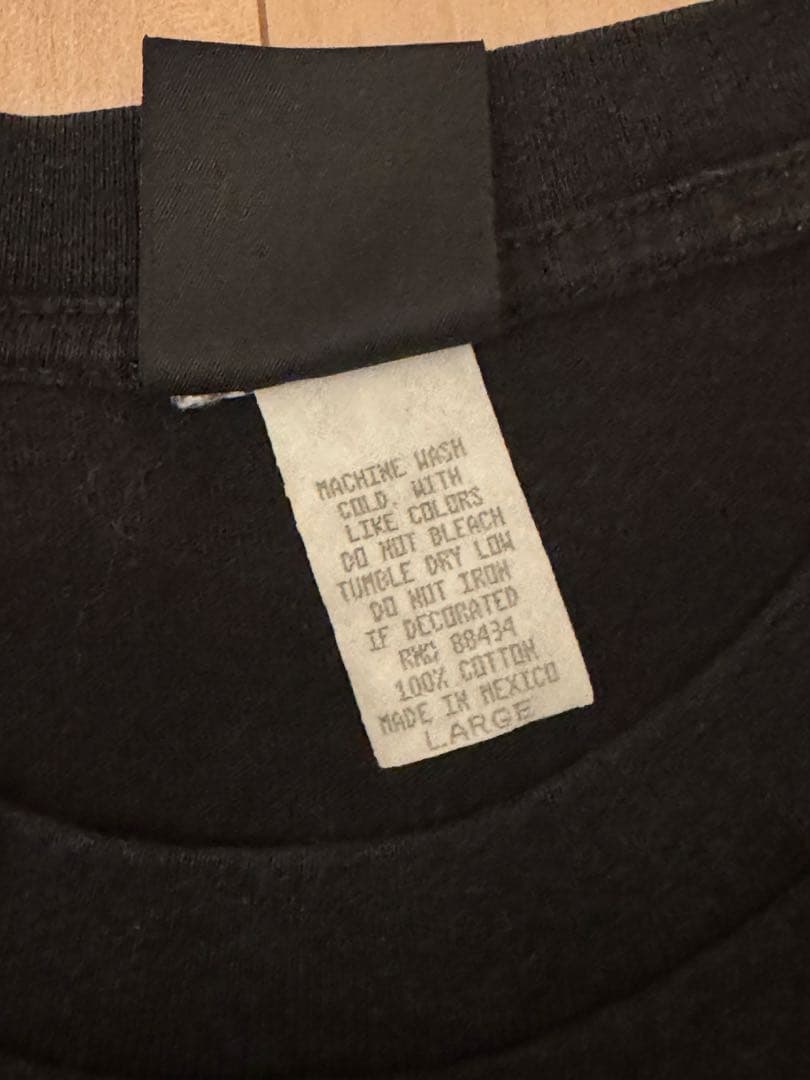 MACHINE WASH
COLD, WITH
LIKE COLORS
DO NOT BLEACH
TUMBLE DRY LOW
DO NOT IRON
IF DECORATED
RN# 88434
100% COTTON
MADE IN MEXICO
LARGE